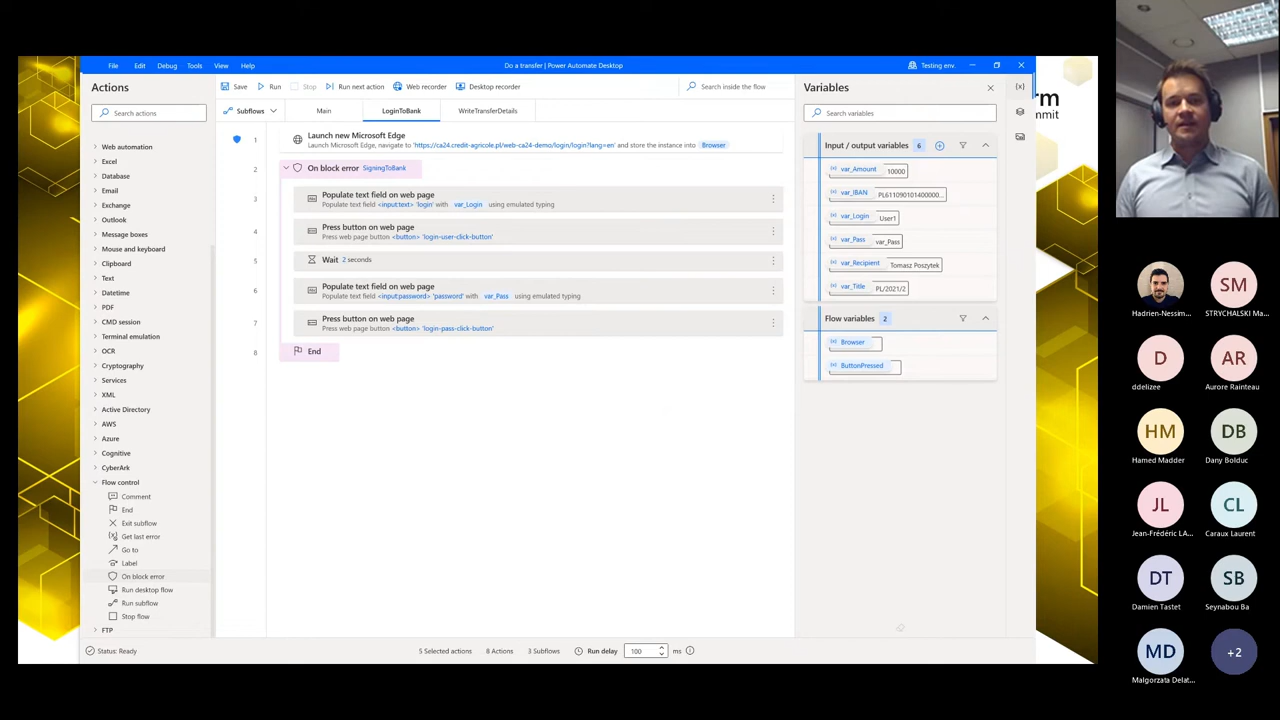 File Edit Debug Tools View Help
Do a transfer | Power Automate Desktop
Testing env.
Actions
Search actions
Web automation
Excel
Database
Email
Exchange
Outlook
Message boxes
Mouse and keyboard
Clipboard
Text
Datetime
PDF
CMD session
Terminal emulation
OCR
Cryptography
Services
XML
Active Directory
AWS
Azure
Cognitive
CyberArk
Flow control
Comment
End
Exit subflow
Get last error
Go to
Label
On block error
Run desktop flow
Run subflow
Stop flow
FTP
Save Run Stop Run next action Web recorder Desktop recorder
Search inside the flow
Subflows Main LoginToBank WriteTransferDetails
1 Launch new Microsoft Edge
Launch Microsoft Edge, navigate to 'https://ca24.credit-agricole.pl/web-ca24-demo/login/login?lang=en' and store the instance into Browser
2 On block error SigningToBank
3 Populate text field on web page
Populate text field <input:text> 'login' with var_Login using emulated typing
4 Press button on web page
Press web page button <button> 'login-user-click-button'
5 Wait 2 seconds
6 Populate text field on web page
Populate text field <input:password> 'password' with var_Pass using emulated typing
7 Press button on web page
Press web page button <button> 'login-pass-click-button'
8 End
Variables
{x}
Search variables
Input / output variables 6
var_Amount 10000
var_IBAN PL611090101400000...
var_Login User1
var_Pass var_Pass
var_Recipient Tomasz Poszytek
var_Title PL/2021/2
Flow variables 2
Browser
ButtonPressed
Status: Ready
5 Selected actions 8 Actions 3 Subflows Run delay 100 ms
rm
mmit
Hadrien-Nessim...
SM
STRYCHALSKI Ma...
D
ddelizee
AR
Aurore Rainteau
HM
Hamed Madder
DB
Dany Bolduc
JL
Jean-Frédéric LA...
CL
Caraux Laurent
DT
Damien Tastet
SB
Seynabou Ba
MD
Malgorzata Delat...
+2